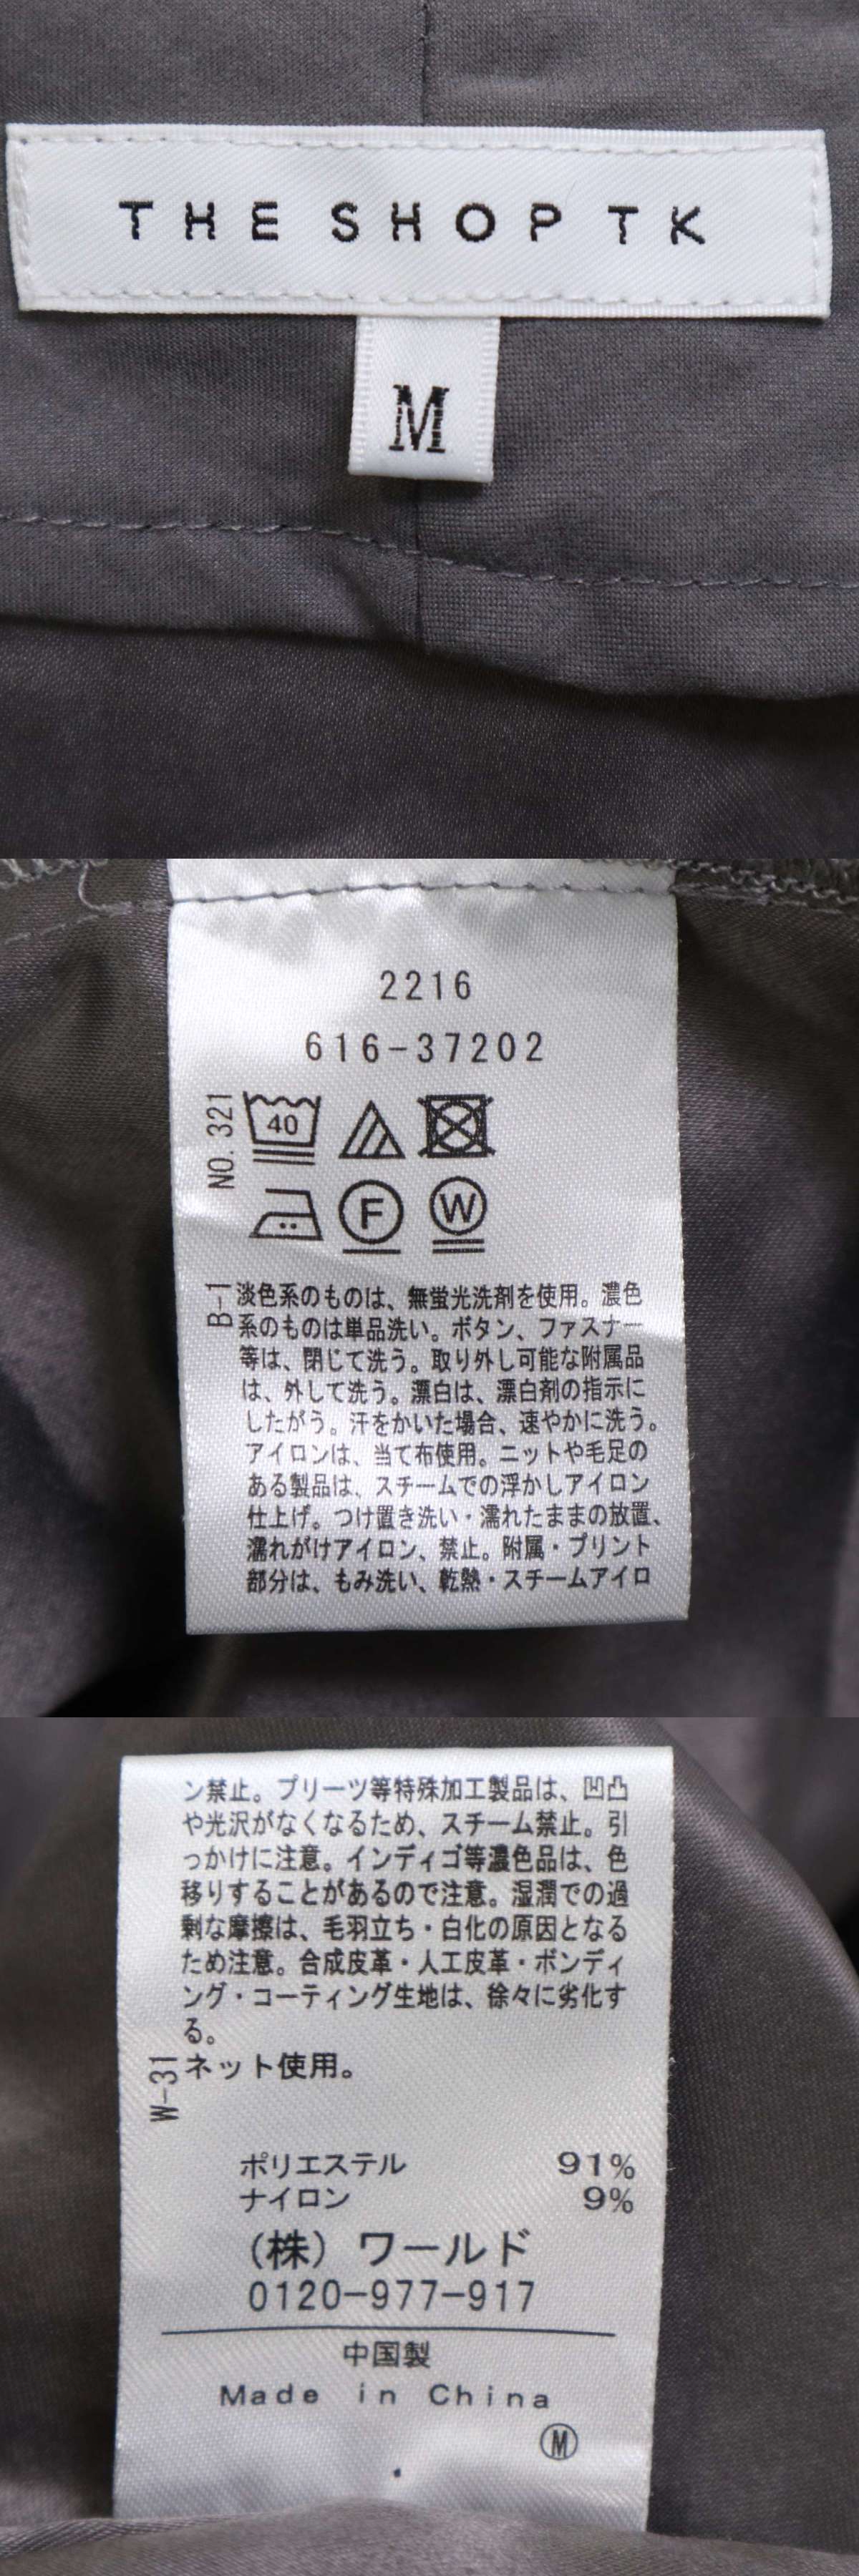 THE SHOP TK
M
2216
616-37202
NO. 321
40
F
W
B-1
淡色系のものは、無蛍光洗剤を使用。濃色
系のものは単品洗い。ボタン、ファスナー
等は、閉じて洗う。取り外し可能な附属品
は、外して洗う。漂白は、漂白剤の指示に
したがう。汗をかいた場合、速やかに洗う。
アイロンは、当て布使用。ニットや毛足の
ある製品は、スチームでの浮かしアイロン
仕上げ。つけ置き洗い・濡れたままの放置、
濡れがけアイロン、禁止。附属・プリント
部分は、もみ洗い、乾熱・スチームアイロ
ン禁止。プリーツ等特殊加工製品は、凹凸
や光沢がなくなるため、スチーム禁止。引
っかけに注意。インディゴ等濃色品は、色
移りすることがあるので注意。湿潤での過
剰な摩擦は、毛羽立ち・白化の原因となる
ため注意。合成皮革・人工皮革・ボンディ
ング・コーティング生地は、徐々に劣化す
る。
W-31
ネット使用。
ポリエステル 91%
ナイロン 9%
(株) ワールド
0120-977-917
中国製
Made in China
M